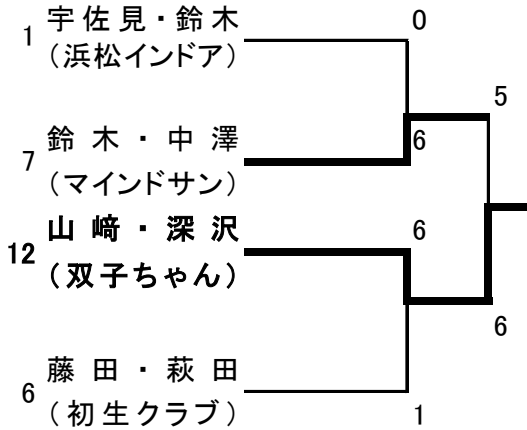 1 宇佐見・鈴木 0
(浜松インドア)
5
7 鈴木・中澤 6
(マインドサン)
12 山﨑・深沢 6
(双子ちゃん)
6
6 藤田・萩田
(初生クラブ) 1